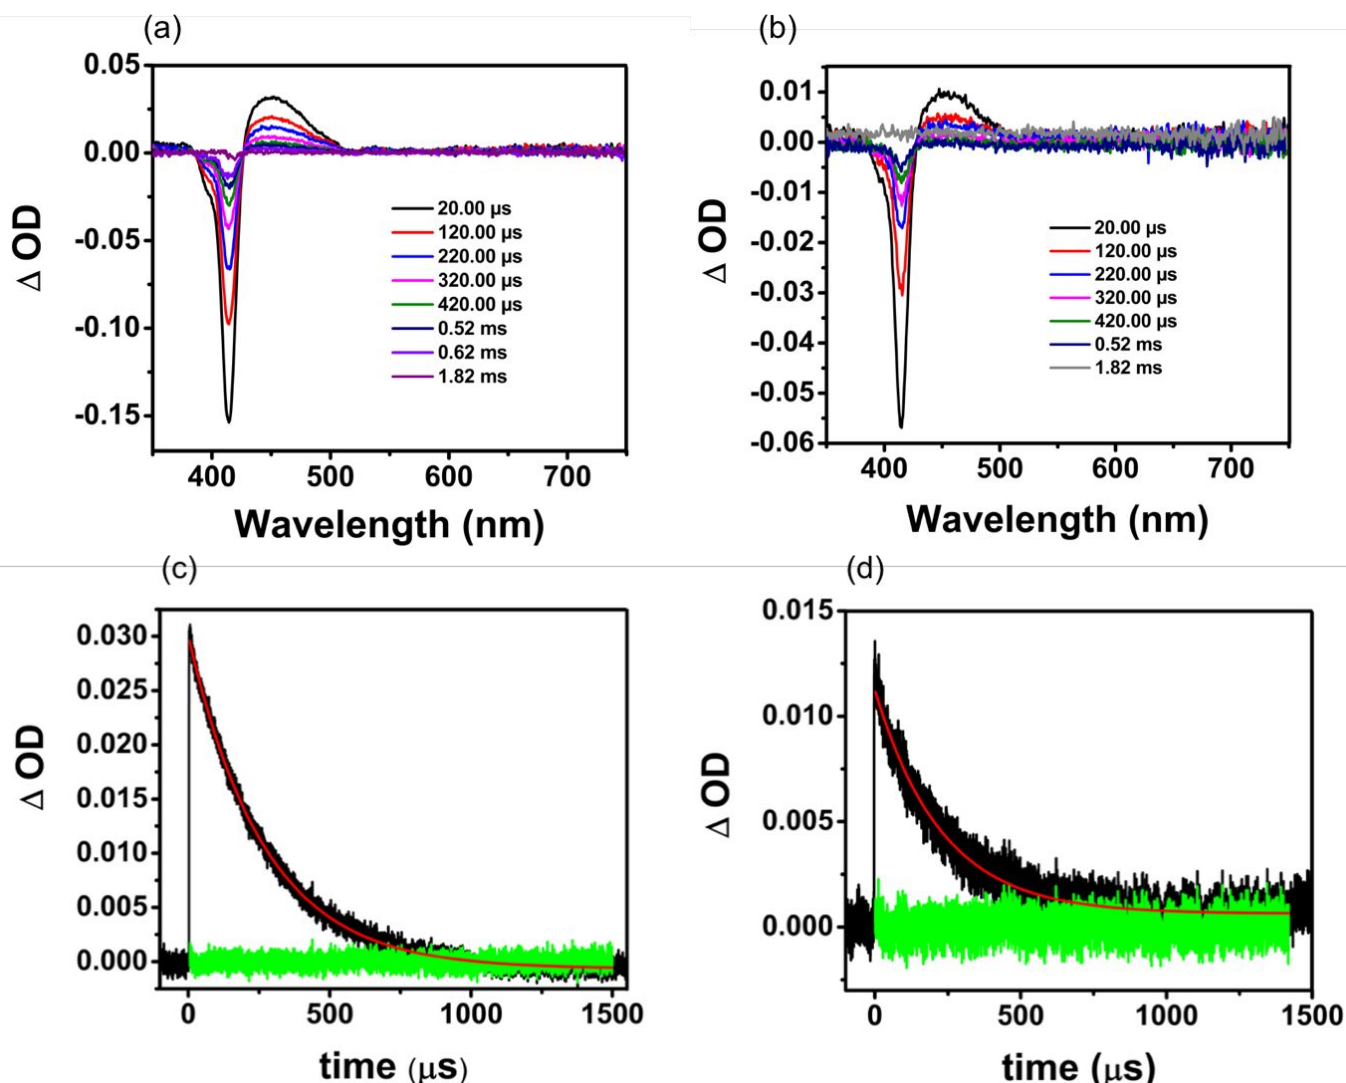 (a)
0.05
0.00
-0.05
-0.10
-0.15
Δ OD
20.00 µs
120.00 µs
220.00 µs
320.00 µs
420.00 µs
0.52 ms
0.62 ms
1.82 ms
400 500 600 700
Wavelength (nm)
(b)
0.01
0.00
-0.01
-0.02
-0.03
-0.04
-0.05
-0.06
Δ OD
20.00 µs
120.00 µs
220.00 µs
320.00 µs
420.00 µs
0.52 ms
1.82 ms
400 500 600 700
Wavelength (nm)
(c)
0.030
0.025
0.020
0.015
0.010
0.005
0.000
Δ OD
0 500 1000 1500
time (µs)
(d)
0.015
0.010
0.005
0.000
Δ OD
0 500 1000 1500
time (µs)